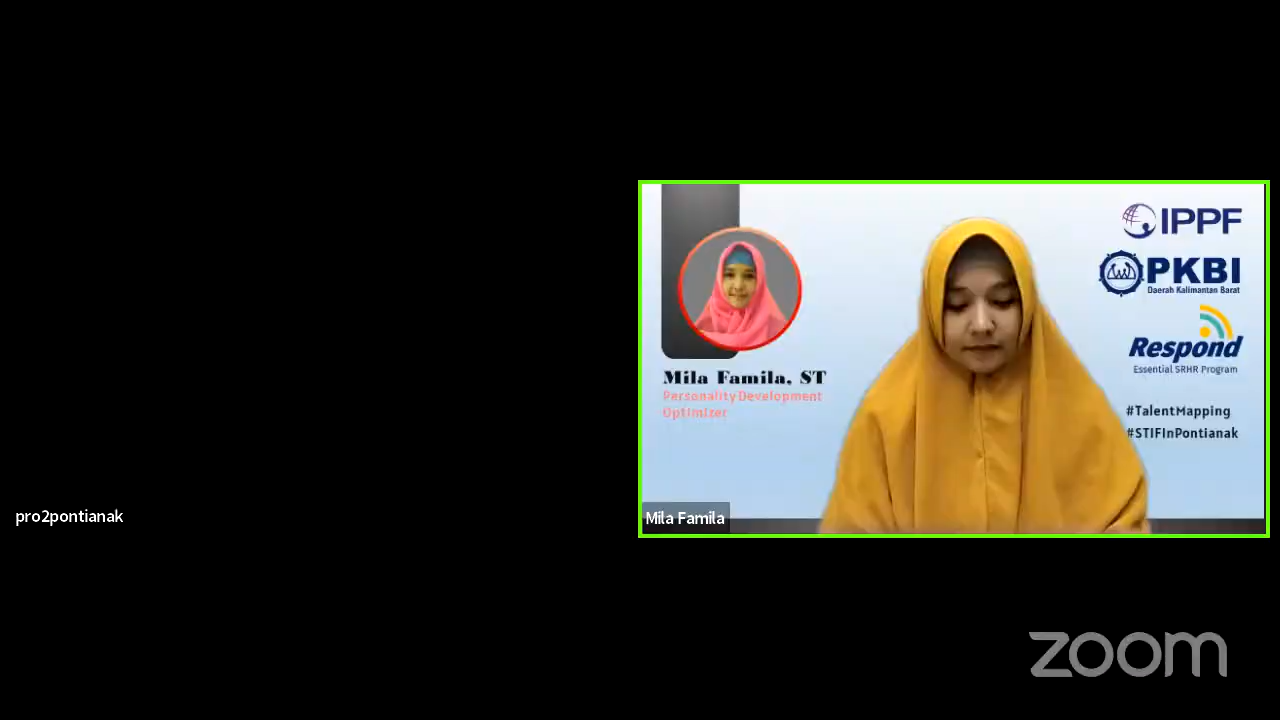 IPPF
PKBI
Daerah Kalimantan Barat
Respond
Essential SRHR Program
Mila Famila, ST
Personality Development
Optimizer
#TalentMapping
#STIFInPontianak
pro2pontianak
Mila Famila
zoom